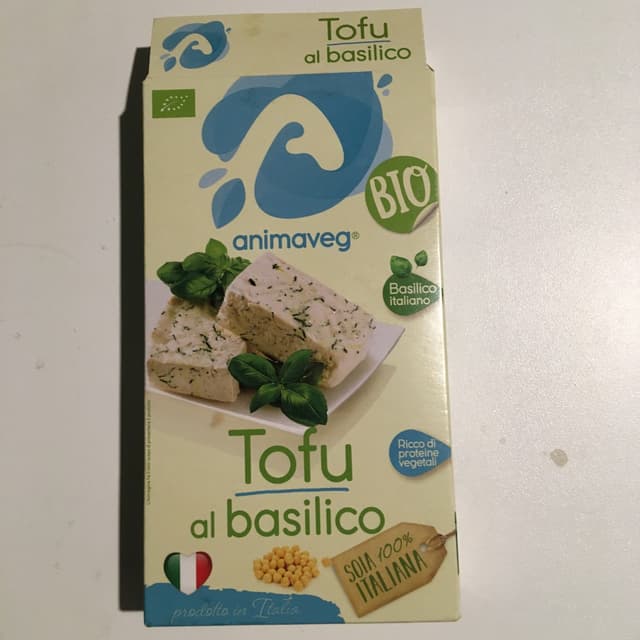 Tofu
al basilico
BIO
animaveg®
Basilico
italiano
Ricco di
proteine
vegetali
Tofu
al basilico
SOIA 100%
ITALIANA
prodotto in Italia